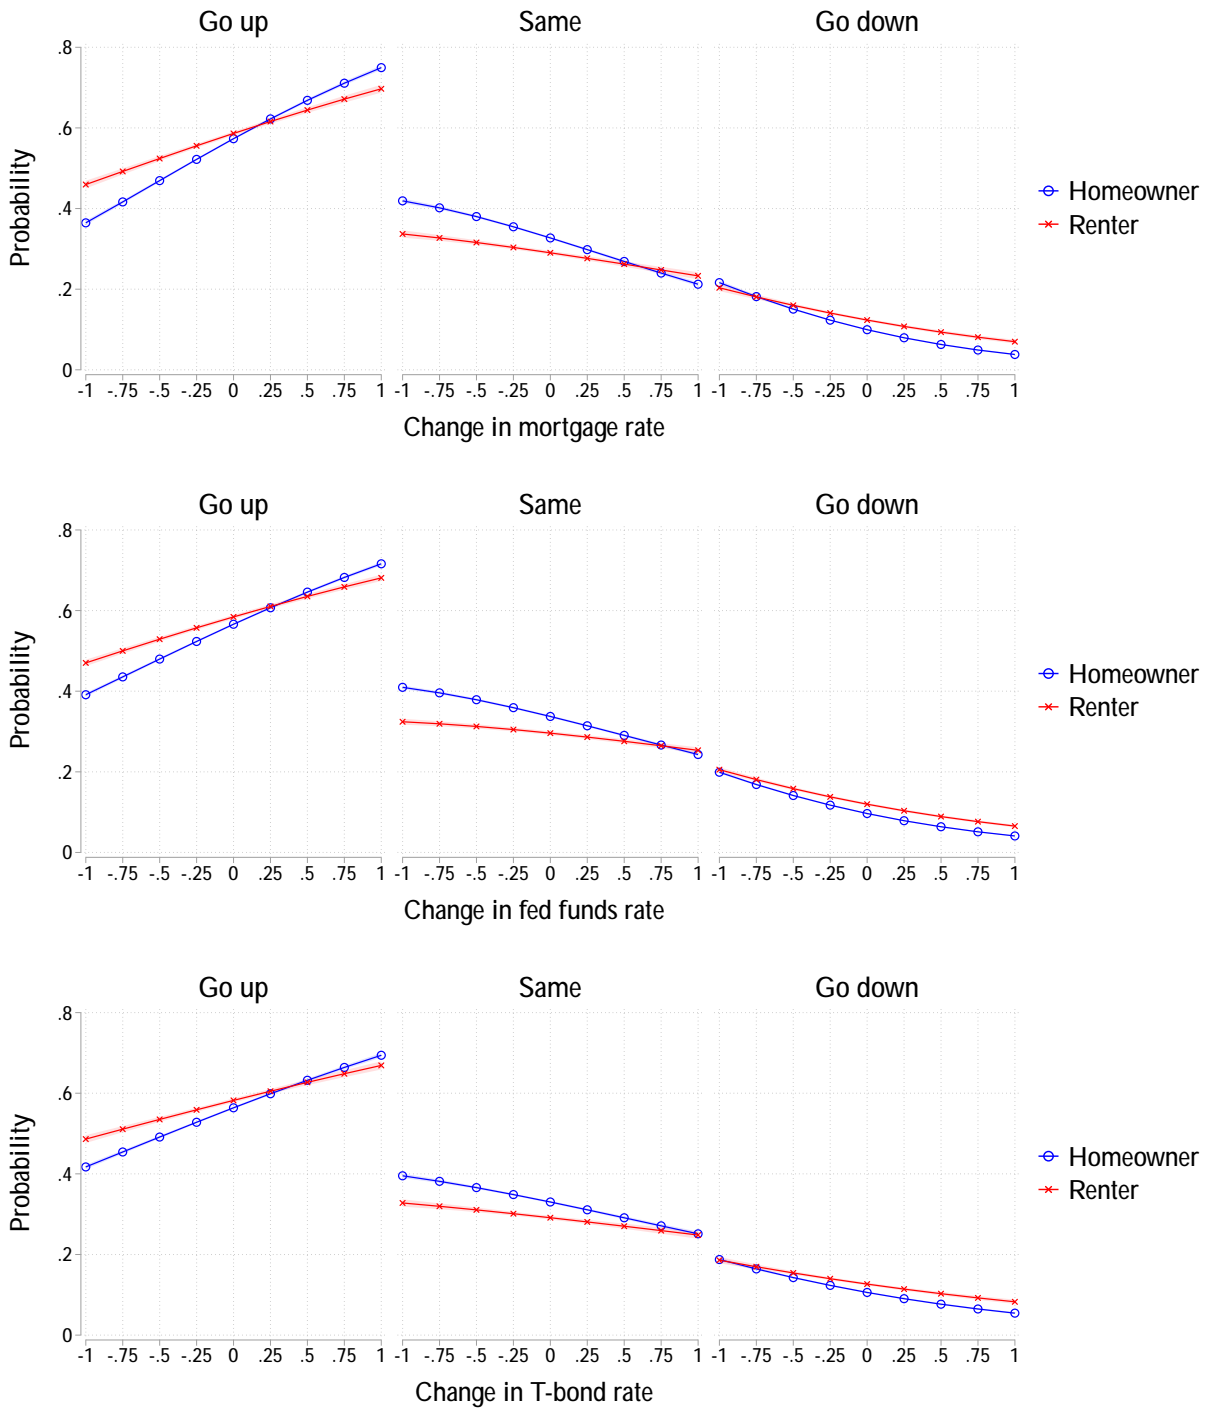 Go up Same Go down
.8
.6
.4
.2
0
Probability
-1 -.75 -.5 -.25 0 .25 .5 .75 1 -1 -.75 -.5 -.25 0 .25 .5 .75 1 -1 -.75 -.5 -.25 0 .25 .5 .75 1
Change in mortgage rate
Homeowner
Renter
Go up Same Go down
.8
.6
.4
.2
0
Probability
-1 -.75 -.5 -.25 0 .25 .5 .75 1 -1 -.75 -.5 -.25 0 .25 .5 .75 1 -1 -.75 -.5 -.25 0 .25 .5 .75 1
Change in fed funds rate
Homeowner
Renter
Go up Same Go down
.8
.6
.4
.2
0
Probability
-1 -.75 -.5 -.25 0 .25 .5 .75 1 -1 -.75 -.5 -.25 0 .25 .5 .75 1 -1 -.75 -.5 -.25 0 .25 .5 .75 1
Change in T-bond rate
Homeowner
Renter